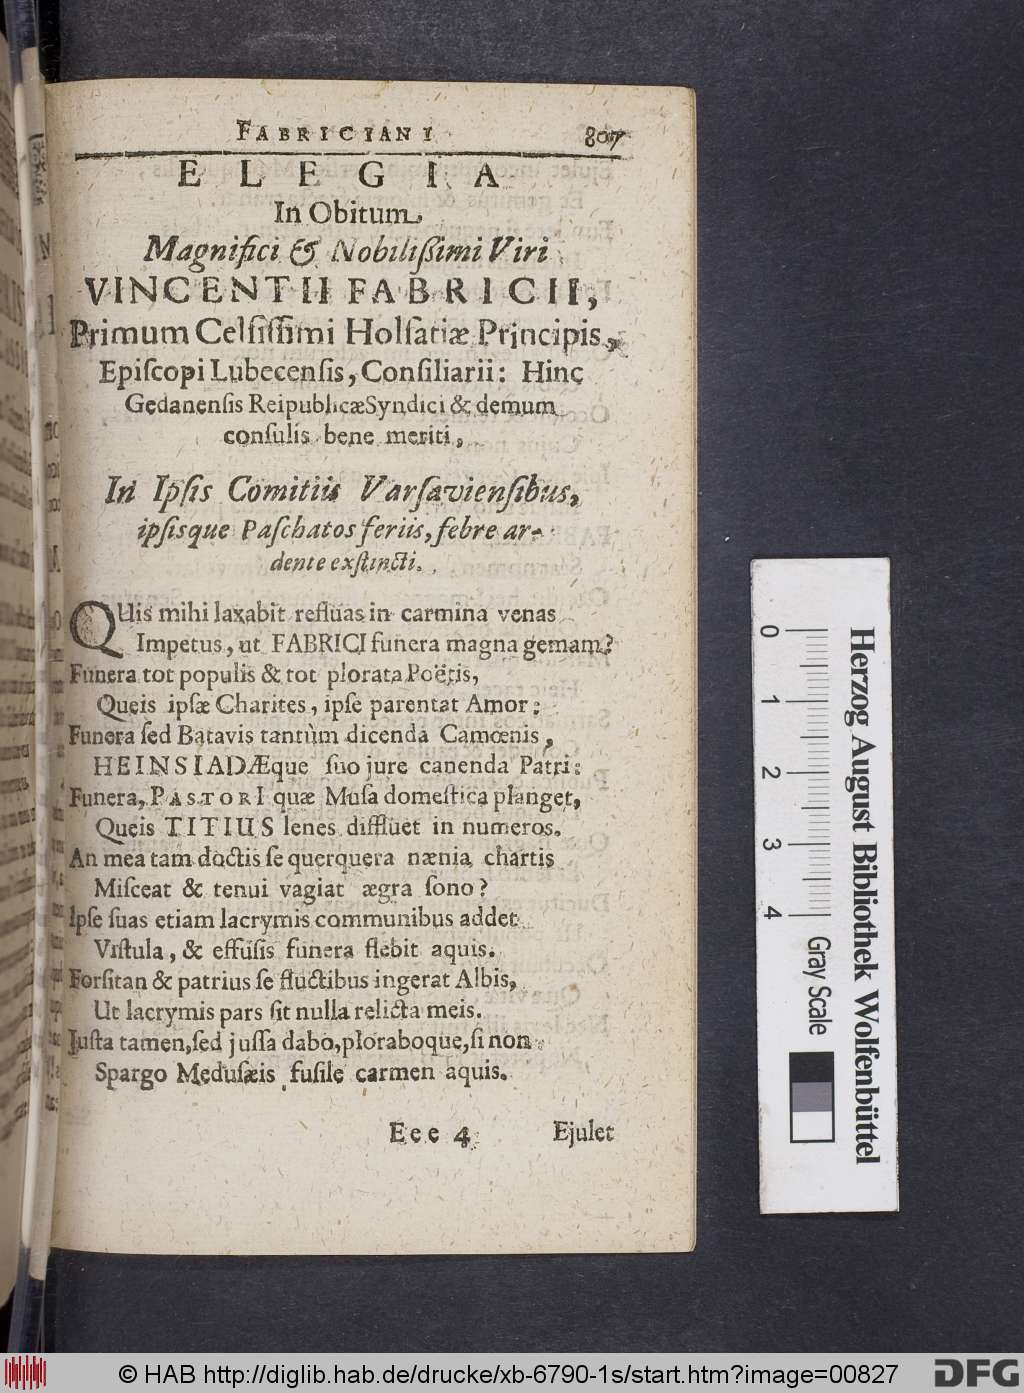 FABRICIANI 807
ELEGIA
In Obitum
Magnifici & Nobilißimi Viri
VINCENTII FABRICII,
Primum Celſiſſimi Holſatiæ Principis,
Epiſcopi Lubecenſis, Conſiliarii: Hinc
Gedanenſis Reipublicæ Syndici & demum
conſulis bene meriti,
In Ipſis Comitiis Varſavienſibus,
ipſisque Paſchatos feriis, febre ar-
dente exſtincti.
QUis mihi laxabit refluas in carmina venas
Impetus, ut FABRICI funera magna gemam?
Funera tot populis & tot plorata Poëtis,
Queis ipſæ Charites, ipſe parentat Amor:
Funera ſed Batavis tantùm dicenda Camœnis,
HEINSIADÆque ſuo jure canenda Patri:
Funera, PASTORI quæ Muſa domeſtica planget,
Queis TITIUS lenes diffluet in numeros.
An mea tam doctis ſe querquera nænia chartis
Miſceat & tenui vagiat ægra ſono?
Ipſe ſuas etiam lacrymis communibus addet
Viſtula, & effuſis funera flebit aquis.
Forſitan & patrius ſe fluctibus ingerat Albis,
Ut lacrymis pars ſit nulla relicta meis.
Juſta tamen, ſed juſſa dabo, ploraboque, ſi non
Spargo Meduſæis fuſile carmen aquis.
Eee 4 Ejulet
0 1 2 3 4 Gray Scale
Herzog August Bibliothek Wolfenbüttel
© HAB http://diglib.hab.de/drucke/xb-6790-1s/start.htm?image=00827 DFG